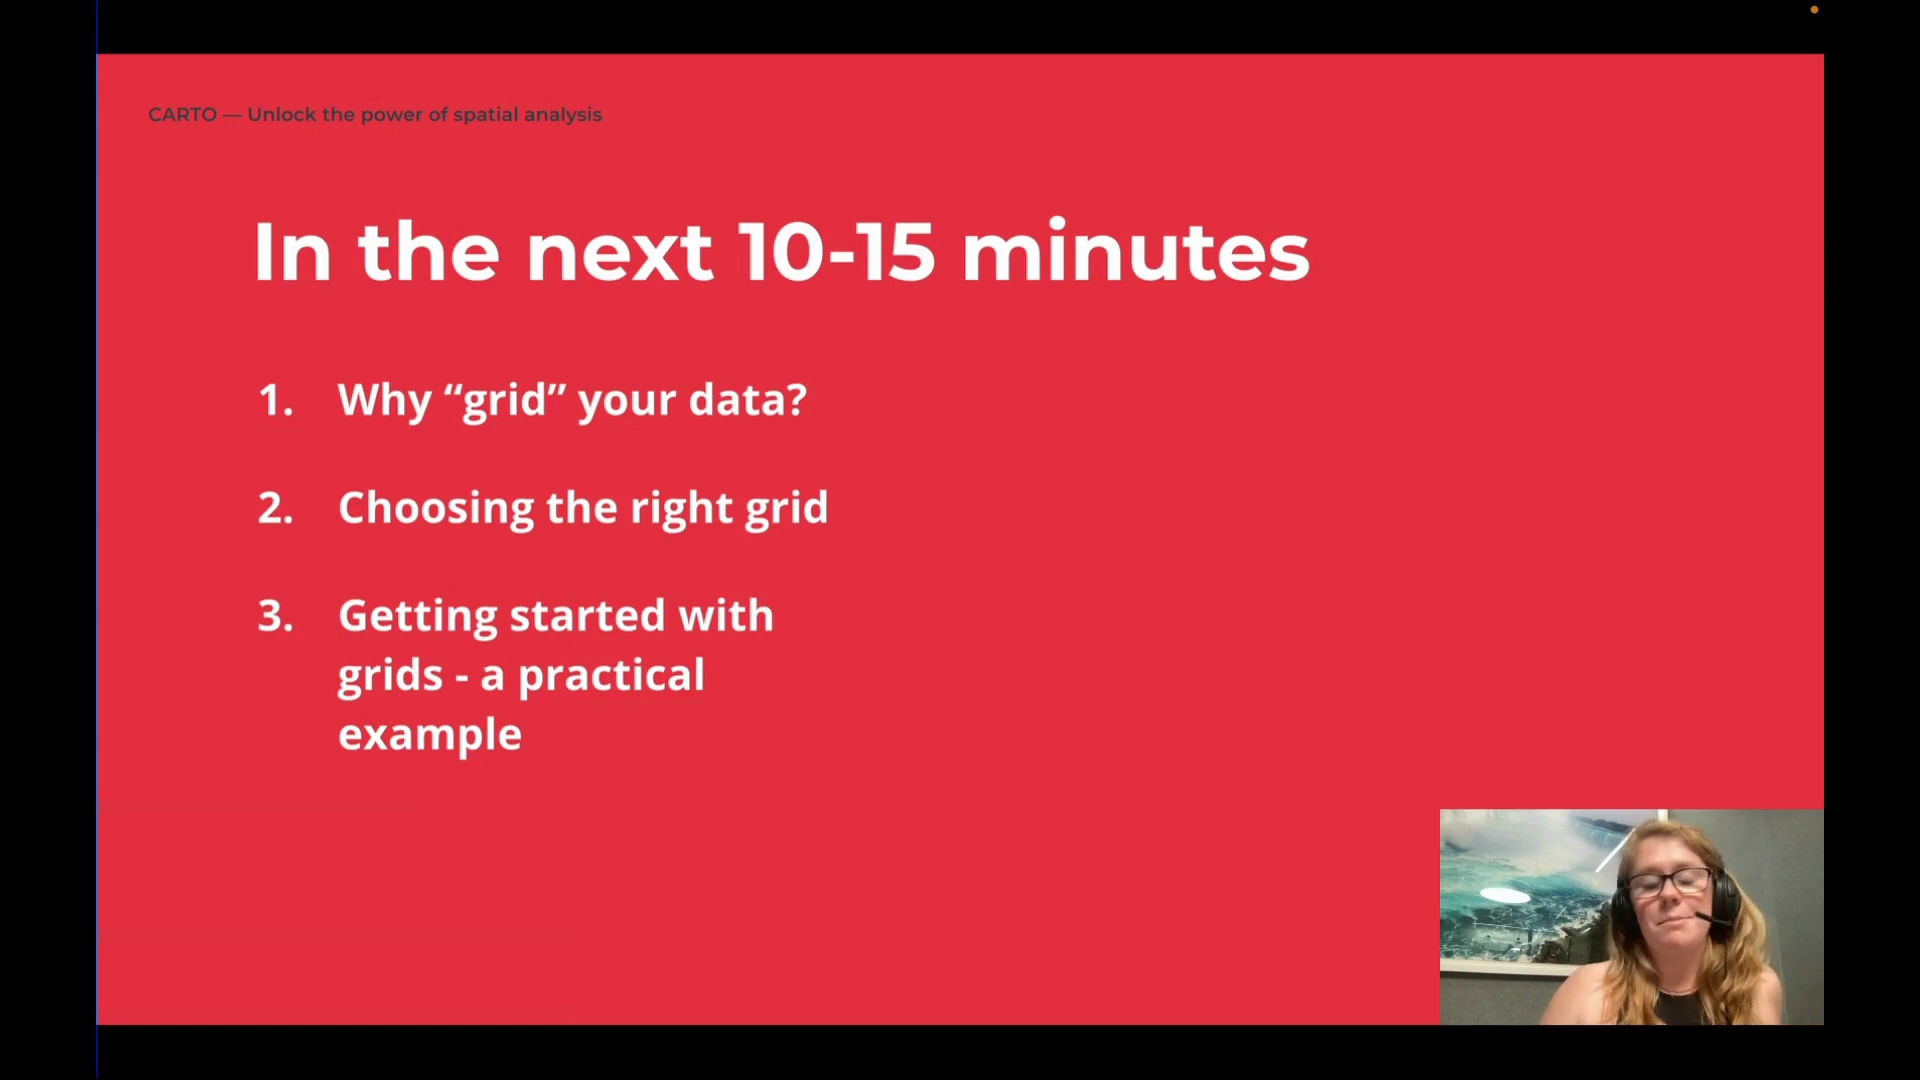 CARTO — Unlock the power of spatial analysis
In the next 10-15 minutes
1. Why “grid” your data?
2. Choosing the right grid
3. Getting started with
grids - a practical
example